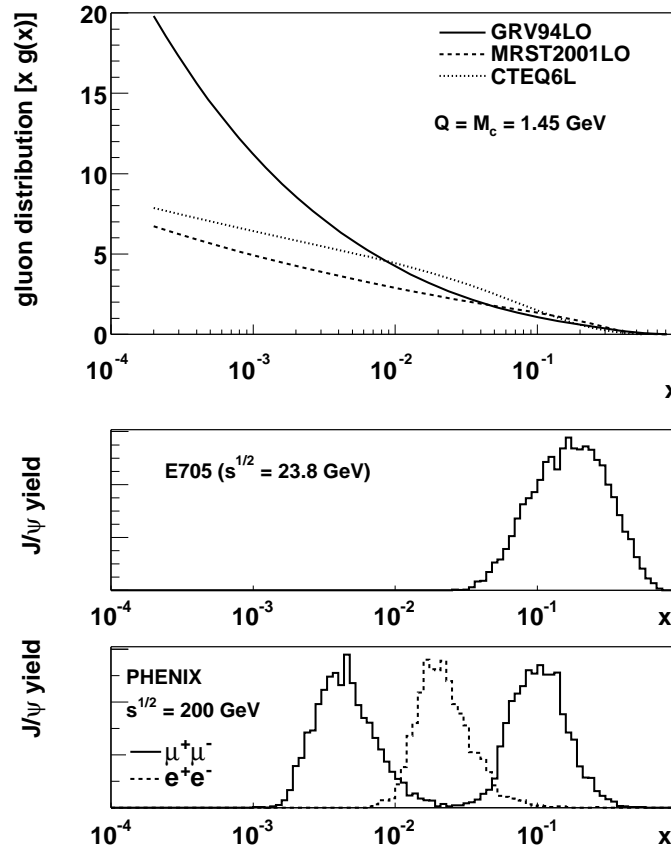 gluon distribution [x g(x)]
20
15
10
5
0
GRV94LO
MRST2001LO
CTEQ6L
Q = Mc = 1.45 GeV
10⁻⁴ 10⁻³ 10⁻² 10⁻¹
x
J/ψ yield
E705 (s^1/2 = 23.8 GeV)
10⁻⁴ 10⁻³ 10⁻² 10⁻¹ x
J/ψ yield
PHENIX
s^1/2 = 200 GeV
μ⁺μ⁻
e⁺e⁻
10⁻⁴ 10⁻³ 10⁻² 10⁻¹ x